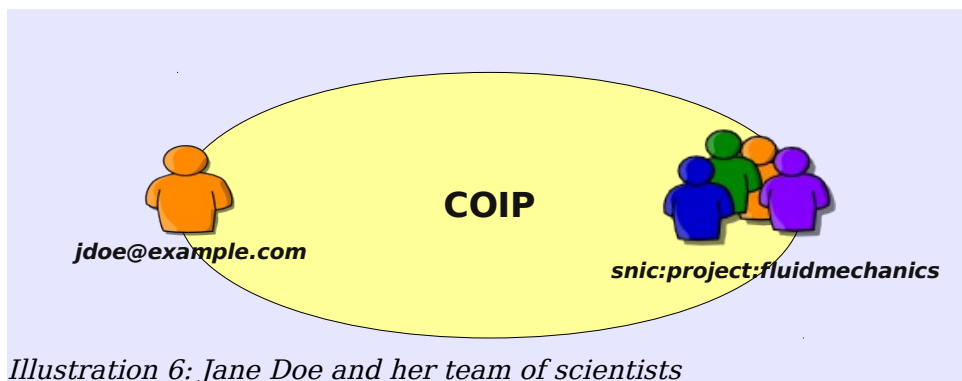 COIP
jdoe@example.com
snic:project:fluidmechanics
Illustration 6: Jane Doe and her team of scientists